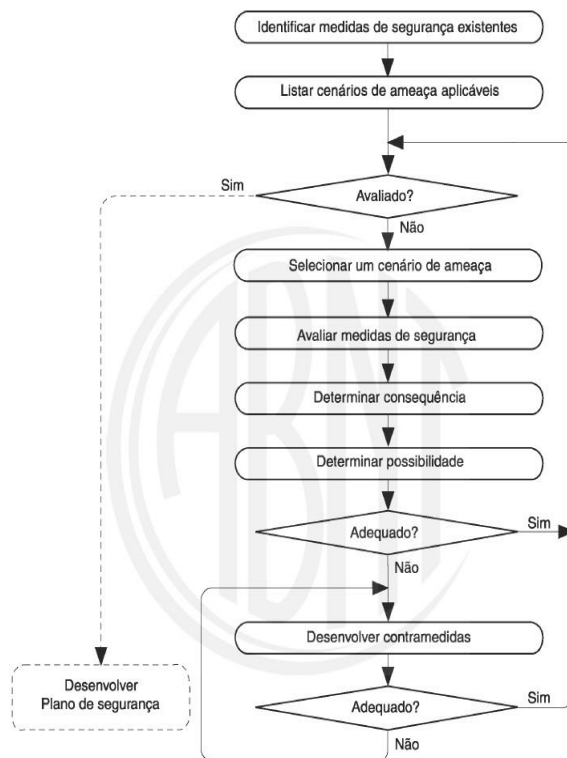 Identificar medidas de segurança existentes
Listar cenários de ameaça aplicáveis
Sim
Avaliado?
Não
Selecionar um cenário de ameaça
Avaliar medidas de segurança
Determinar consequência
Determinar possibilidade
Adequado?
Sim
Não
Desenvolver contramedidas
Desenvolver
Plano de segurança
Adequado?
Sim
Não
ABNT